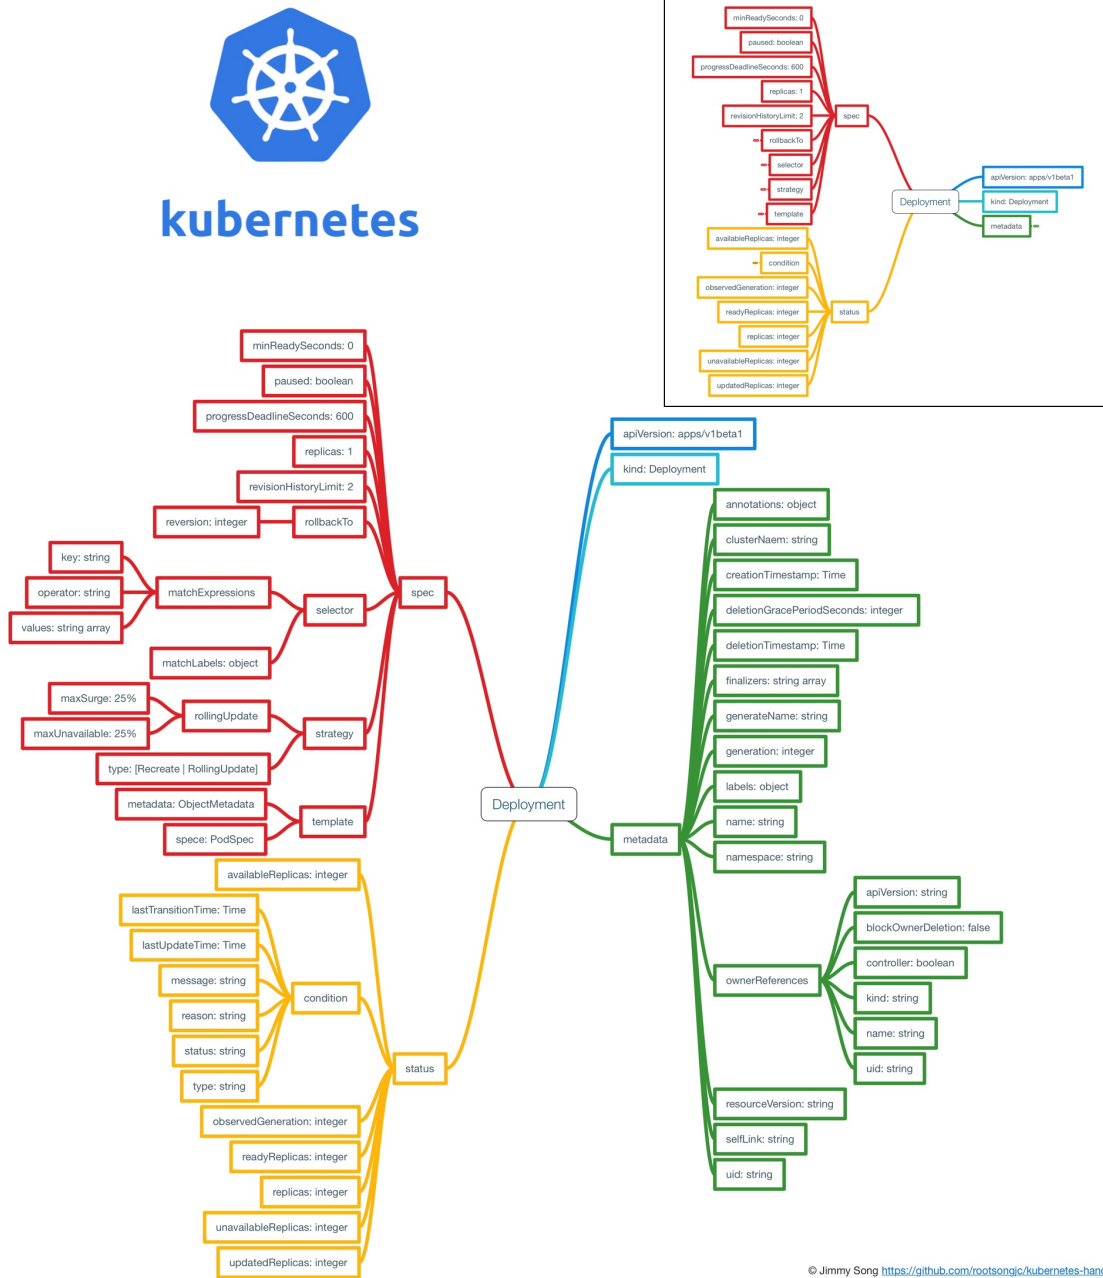 kubernetes
minReadySeconds: 0
paused: boolean
progressDeadlineSeconds: 600
replicas: 1
revisionHistoryLimit: 2
rollbackTo
selector
strategy
template
spec
availableReplicas: integer
condition
observedGeneration: integer
readyReplicas: integer
replicas: integer
unavailableReplicas: integer
updatedReplicas: integer
status
Deployment
apiVersion: apps/v1beta1
kind: Deployment
metadata
minReadySeconds: 0
paused: boolean
progressDeadlineSeconds: 600
replicas: 1
revisionHistoryLimit: 2
reversion: integer
rollbackTo
key: string
operator: string
values: string array
matchExpressions
matchLabels: object
selector
maxSurge: 25%
maxUnavailable: 25%
rollingUpdate
type: [Recreate | RollingUpdate]
strategy
metadata: ObjectMetadata
spece: PodSpec
template
spec
availableReplicas: integer
lastTransitionTime: Time
lastUpdateTime: Time
message: string
reason: string
status: string
type: string
condition
observedGeneration: integer
readyReplicas: integer
replicas: integer
unavailableReplicas: integer
updatedReplicas: integer
status
Deployment
apiVersion: apps/v1beta1
kind: Deployment
metadata
annotations: object
clusterNaem: string
creationTimestamp: Time
deletionGracePeriodSeconds: integer
deletionTimestamp: Time
finalizers: string array
generateName: string
generation: integer
labels: object
name: string
namespace: string
ownerReferences
apiVersion: string
blockOwnerDeletion: false
controller: boolean
kind: string
name: string
uid: string
resourceVersion: string
selfLink: string
uid: string
© Jimmy Song https://github.com/rootsongjc/kubernetes-hand